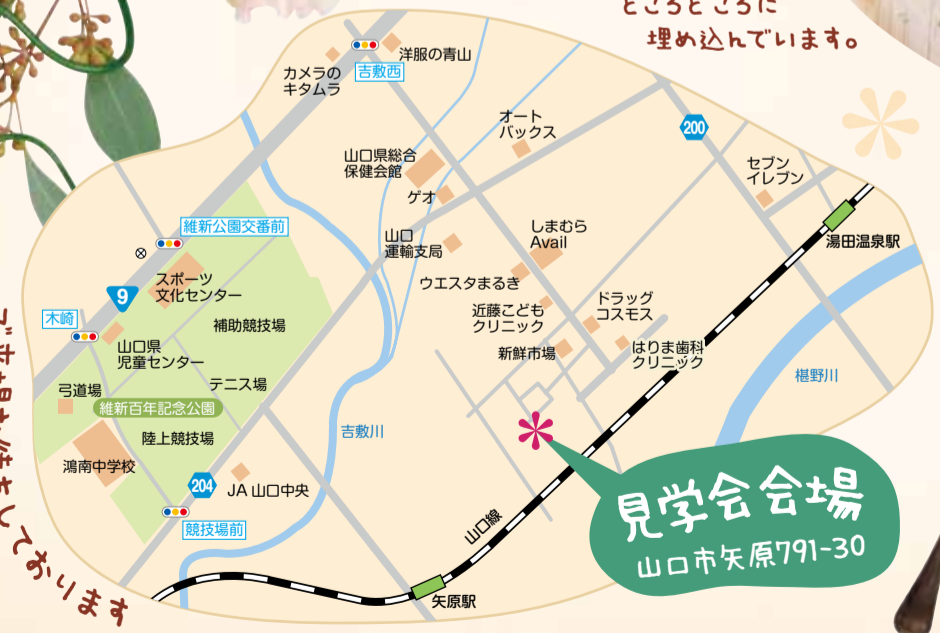 ところどころに
埋め込んでいます。
洋服の青山
カメラの
キタムラ
吉敷西
オート
バックス
200
山口県総合
保健会館
セブン
イレブン
ゲオ
維新公園交番前
しまむら
Avail
山口
運輸支局
湯田温泉駅
スポーツ
文化センター
ウエスタまるき
9
近藤こども
クリニック
ドラッグ
コスモス
木崎
補助競技場
新鮮市場
はりま歯科
クリニック
山口県
児童センター
椹野川
テニス場
弓道場
維新百年記念公園
吉敷川
陸上競技場
鴻南中学校
204
JA 山口中央
競技場前
山口線
見学会会場
山口市矢原791-30
矢原駅
ております